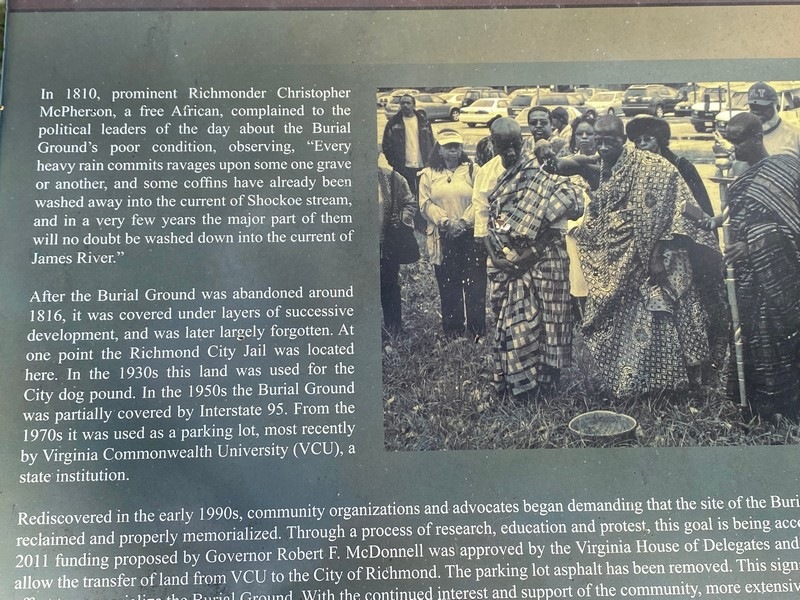 In 1810, prominent Richmonder Christopher
McPherson, a free African, complained to the
political leaders of the day about the Burial
Ground's poor condition, observing, “Every
heavy rain commits ravages upon some one grave
or another, and some coffins have already been
washed away into the current of Shockoe stream,
and in a very few years the major part of them
will no doubt be washed down into the current of
James River.”
After the Burial Ground was abandoned around
1816, it was covered under layers of successive
development, and was later largely forgotten. At
one point the Richmond City Jail was located
here. In the 1930s this land was used for the
City dog pound. In the 1950s the Burial Ground
was partially covered by Interstate 95. From the
1970s it was used as a parking lot, most recently
by Virginia Commonwealth University (VCU), a
state institution.
Rediscovered in the early 1990s, community organizations and advocates began demanding that the site of the Buri
reclaimed and properly memorialized. Through a process of research, education and protest, this goal is being acc
2011 funding proposed by Governor Robert F. McDonnell was approved by the Virginia House of Delegates and
allow the transfer of land from VCU to the City of Richmond. The parking lot asphalt has been removed. This sign
the Burial Ground. With the continued interest and support of the community, more extensiv